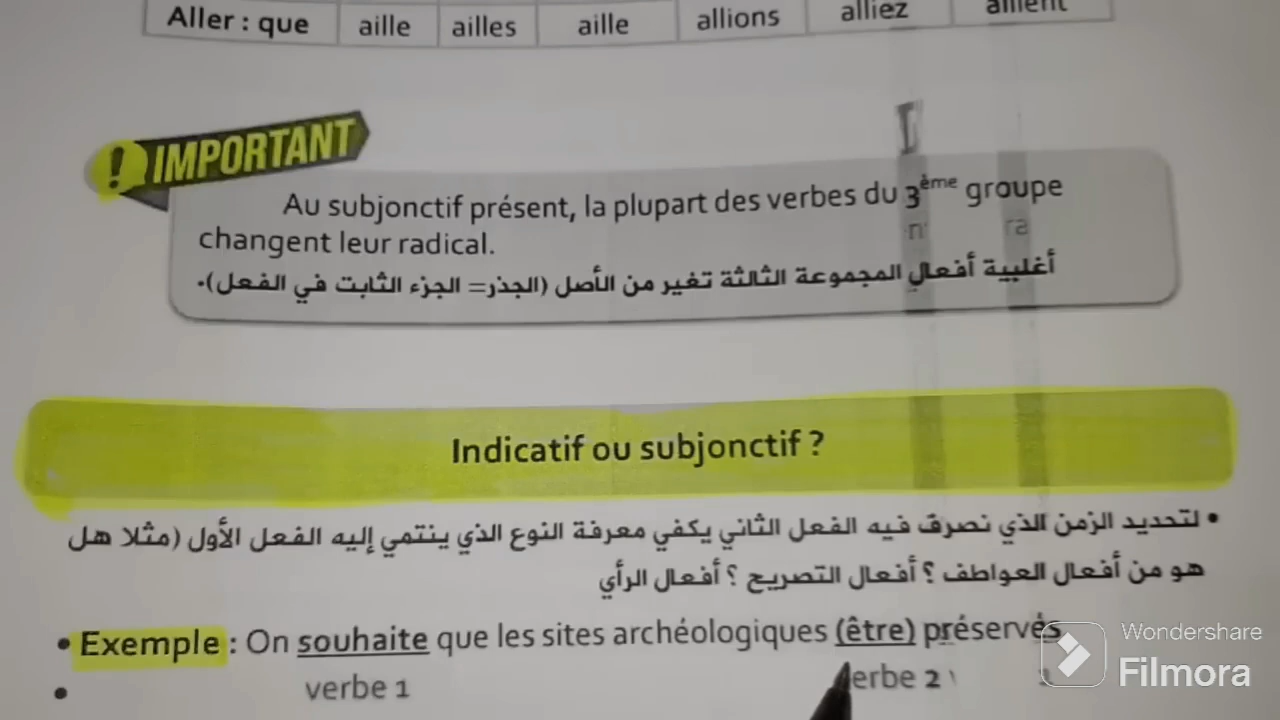 Aller : que aille ailles aille allions alliez aillent
! IMPORTANT
Au subjonctif présent, la plupart des verbes du 3ème groupe
changent leur radical.
أغلبية أفعال المجموعة الثالثة تغير من الأصل (الجذر= الجزء الثابت في الفعل).
Indicatif ou subjonctif ?
• لتحديد الزمن الذي نصرف فيه الفعل الثاني يكفي معرفة النوع الذي ينتمي إليه الفعل الأول (مثلا هل
هو من أفعال العواطف ؟ أفعال التصريح ؟ أفعال الرأي
• Exemple : On souhaite que les sites archéologiques (être) préservés
• verbe 1 verbe 2
Wondershare
Filmora